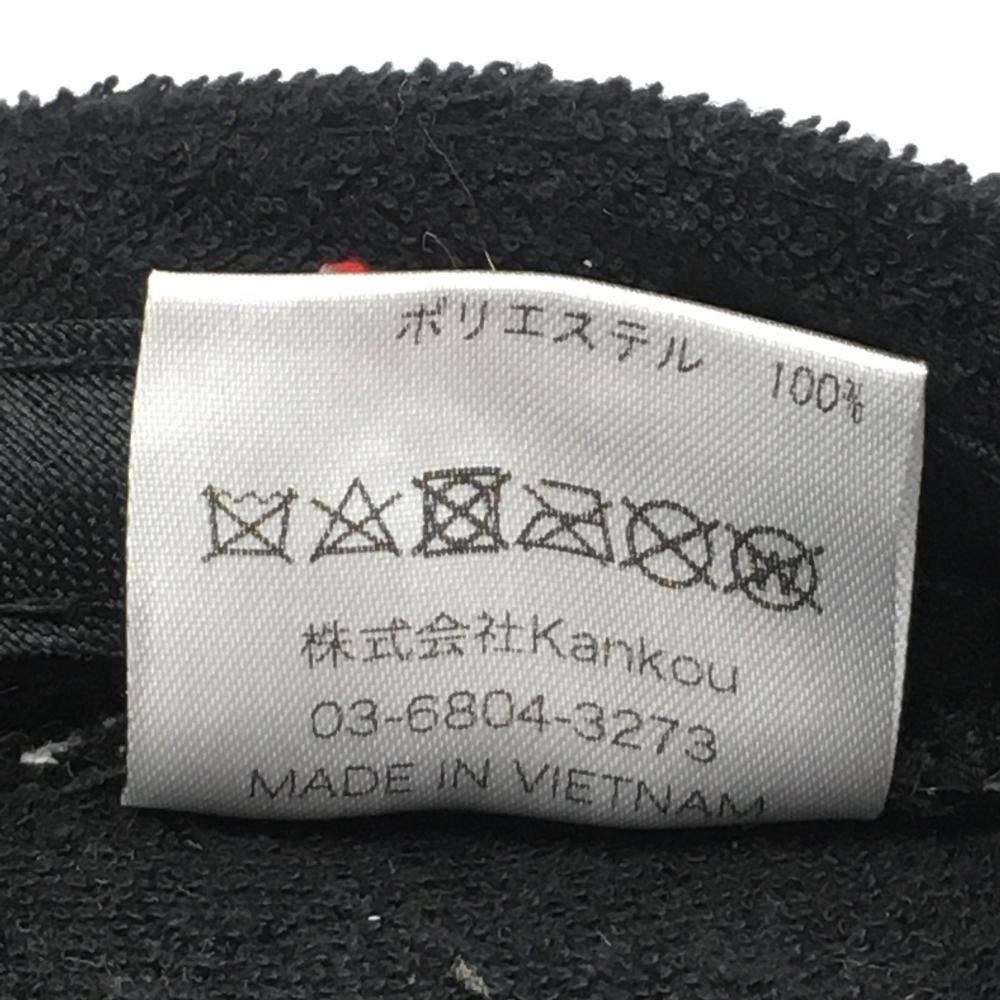 ポリエステル 100%
株式会社Kankou
03-6804-3273
MADE IN VIETNAM